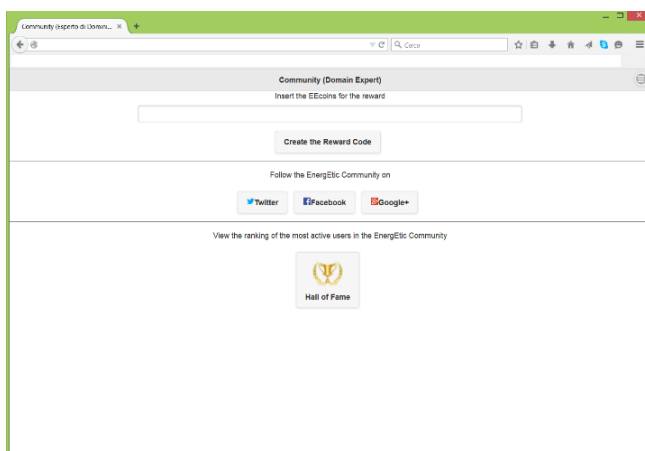 Community (Esperto di Domini...
Cerca
Community (Domain Expert)
Insert the EEcoins for the reward
Create the Reward Code
Follow the EnergEtic Community on
Twitter Facebook Google+
View the ranking of the most active users in the EnergEtic Community
Hall of Fame